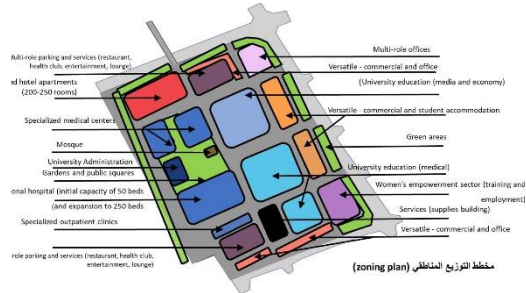 Multi-role parking and services (restaurant,
health club, entertainment, lounge)
d hotel apartments
(200-250 rooms)
Specialized medical centers
Mosque
University Administration
Gardens and public squares
onal hospital (initial capacity of 50 beds
(and expansion to 250 beds
Specialized outpatient clinics
role parking and services (restaurant, health club,
entertainment, lounge)
Multi-role offices
Versatile - commercial and office
(University education (media and economy
Versatile - commercial and student accommodation
Green areas
University education (medical)
Women's empowerment sector (training and
employment)
Services (supplies building)
Versatile - commercial and office
مخطط التوزيع المناطقي (zoning plan)